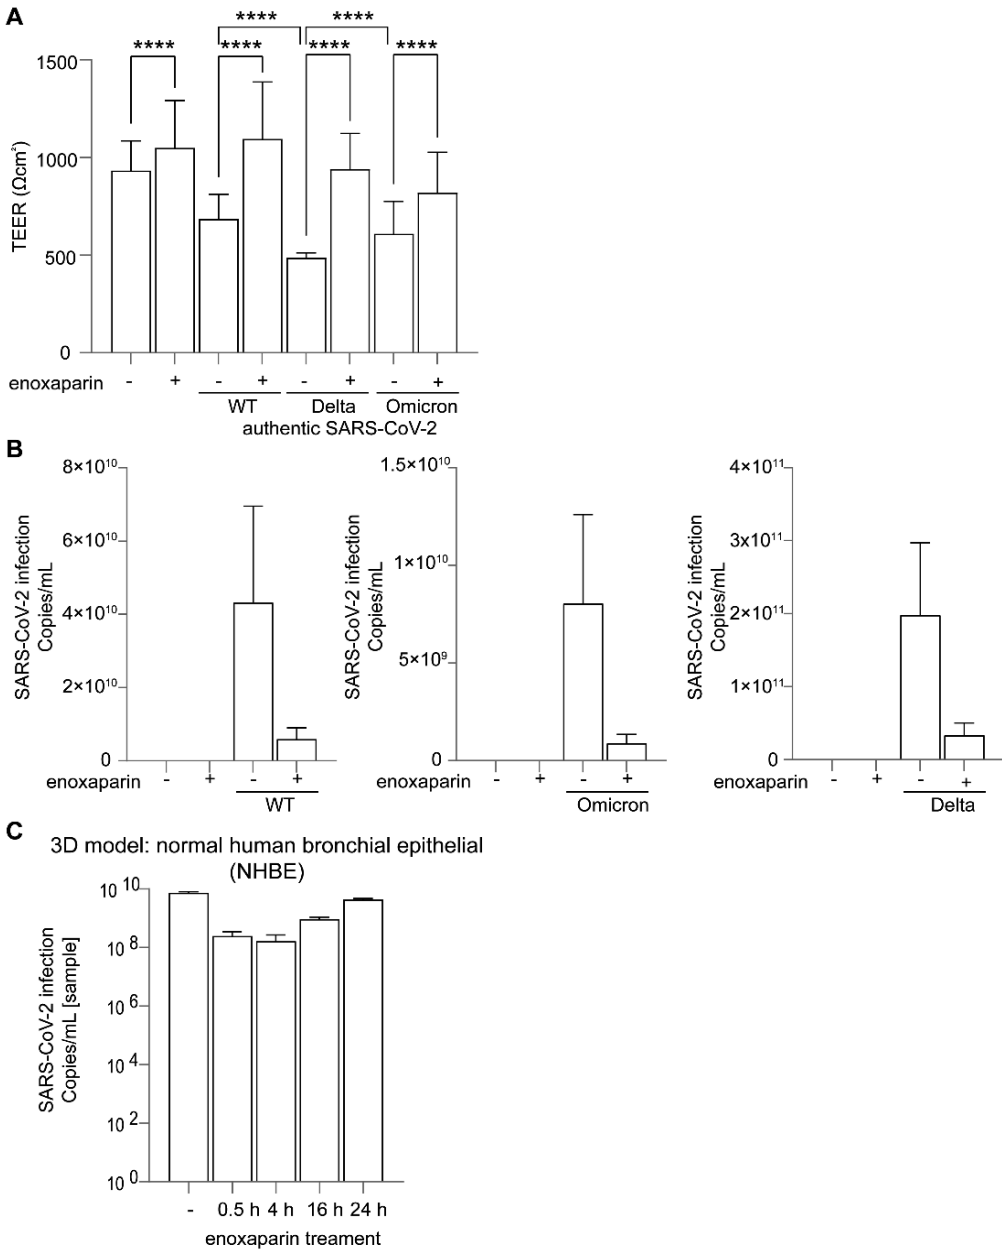 A
****
****
****
****
****
****
1500
1000
500
0
TEER (Ωcm²)
enoxaparin - + - + - + - +
WT Delta Omicron
authentic SARS-CoV-2
B
SARS-CoV-2 infection
Copies/mL
8×10¹⁰
6×10¹⁰
4×10¹⁰
2×10¹⁰
0
enoxaparin - + - +
WT
SARS-CoV-2 infection
Copies/mL
1.5×10¹⁰
1×10¹⁰
5×10⁹
0
enoxaparin - + - +
Omicron
SARS-CoV-2 infection
Copies/mL
4×10¹¹
3x10¹¹
2×10¹¹
1×10¹¹
0
enoxaparin - + - +
Delta
C
3D model: normal human bronchial epithelial
(NHBE)
SARS-CoV-2 infection
Copies/mL [sample]
10¹⁰
10⁸
10⁶
10⁴
10²
10⁰
- 0.5 h 4 h 16 h 24 h
enoxaparin treament